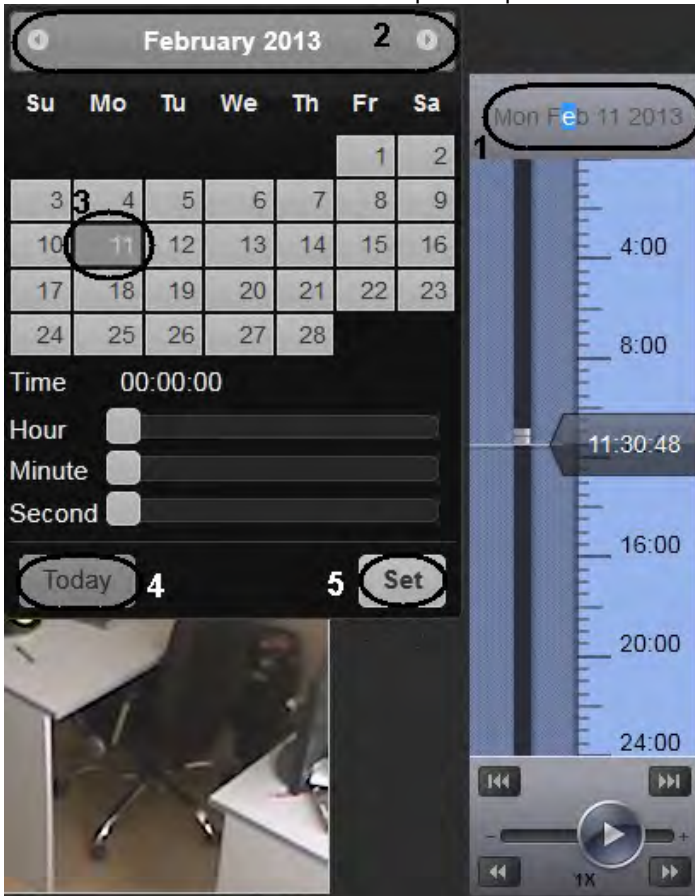 February 2013 2
Su Mo Tu We Th Fr Sa
1 2
3 4 5 6 7 8 9
3
10 11 12 13 14 15 16
17 18 19 20 21 22 23
24 25 26 27 28
Time 00:00:00
Hour
Minute
Second
Today 4 5 Set
Mon Feb 11 2013
1
4:00
8:00
11:30:48
16:00
20:00
24:00
- +
1X